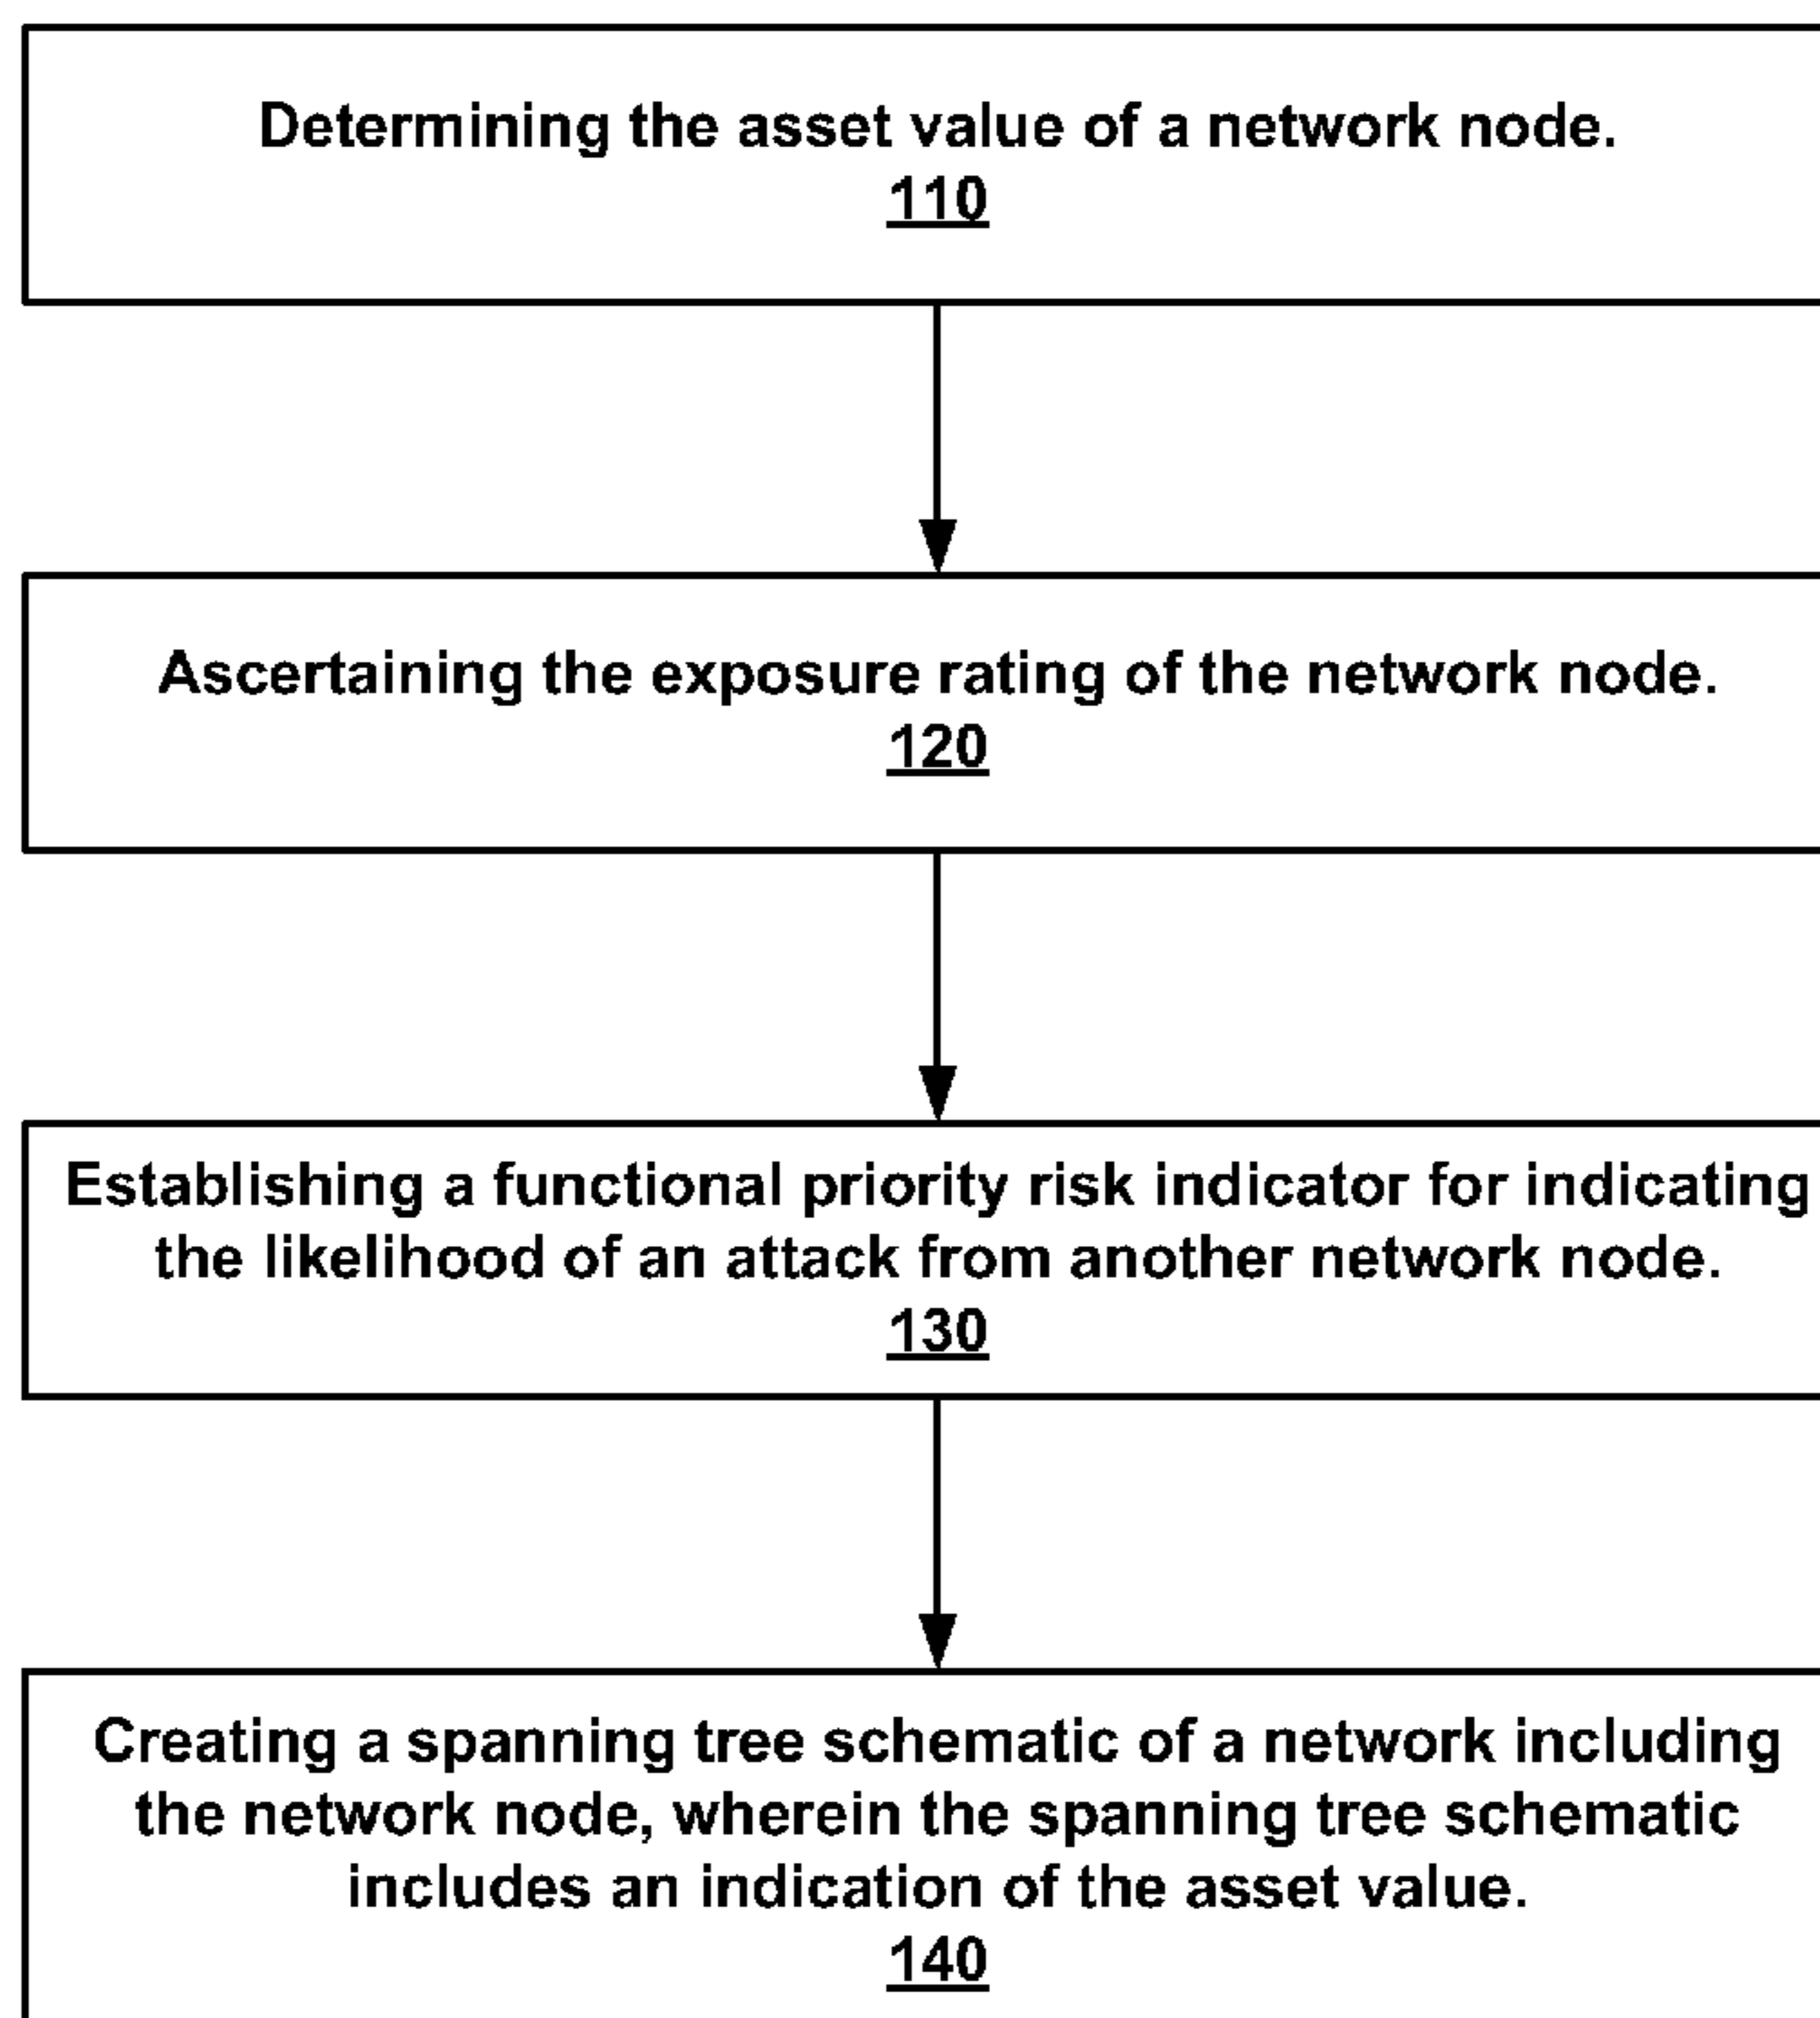 Determining the asset value of a network node.
110
Ascertaining the exposure rating of the network node.
120
Establishing a functional priority risk indicator for indicating
the likelihood of an attack from another network node.
130
Creating a spanning tree schematic of a network including
the network node, wherein the spanning tree schematic
includes an indication of the asset value.
140